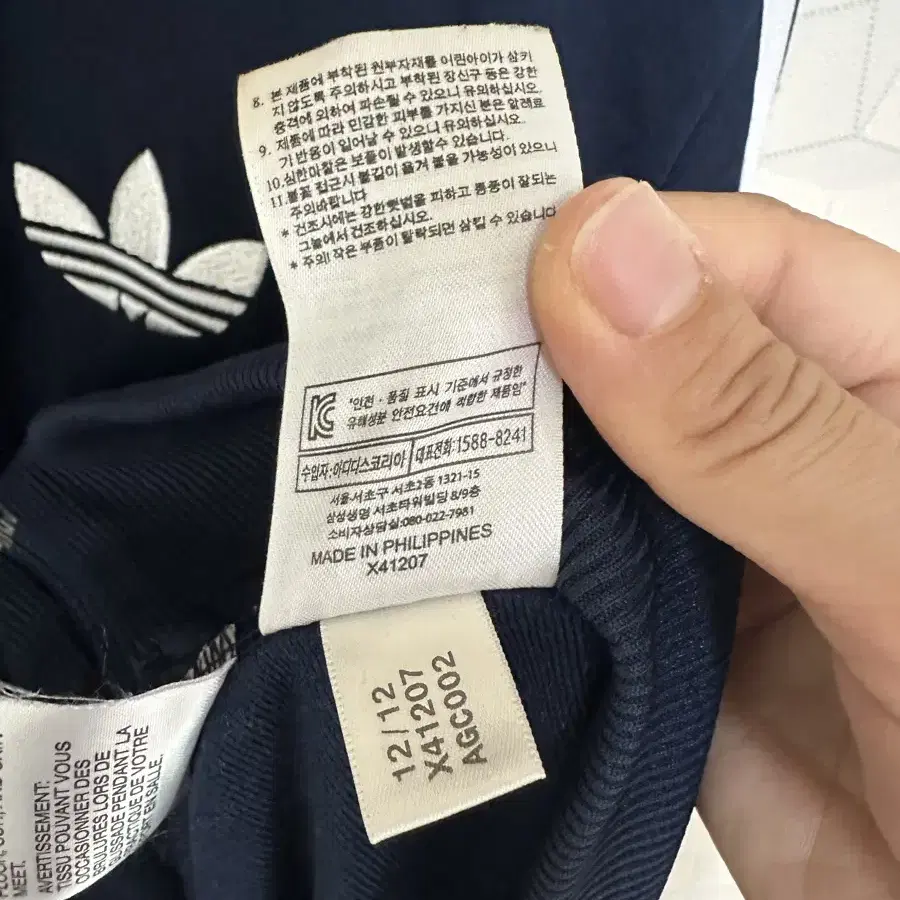 8. 본 제품에 부착된 원부자재를 어린아이가 삼키
지 않도록 주의하시고 부착된 장신구 등은 강한
충격에 의하여 파손될 수 있으니 유의하십시오.
9. 제품에 따라 민감한 피부를 가지신 분은 알레르
기 반응이 일어날 수 있으니 유의하십시오.
10. 심한마찰은 보풀이 발생할수 있습니다.
11. 불꽃 접근시 불길이 옮겨 붙을 가능성이 있으니
주의바랍니다
* 건조시에는 강한햇볕을 피하고 통풍이 잘되는
그늘에서 건조하십시오.
* 주의! 작은 부품이 탈락되면 삼킬 수 있습니다
"안전·품질 표시 기준에서 규정한
유해성분 안전요건에 적합한 제품임"
수입자:아디다스코리아 대표전화:1588-8241
서울서초구 서초2동 1321-15
삼성생명 서초타워빌딩 8/9층
소비자상담실:080-022-7981
MADE IN PHILIPPINES
X41207
12/12
X41207
AGC002
MEET.
AVERTISSEMENT:
TISSU POUVANT VOUS
OCCASIONNER DES
BRULURES LORS DE
GLISSADE PENDANT LA
PRATIQUE DE VOTRE
SPORT EN SALLE.